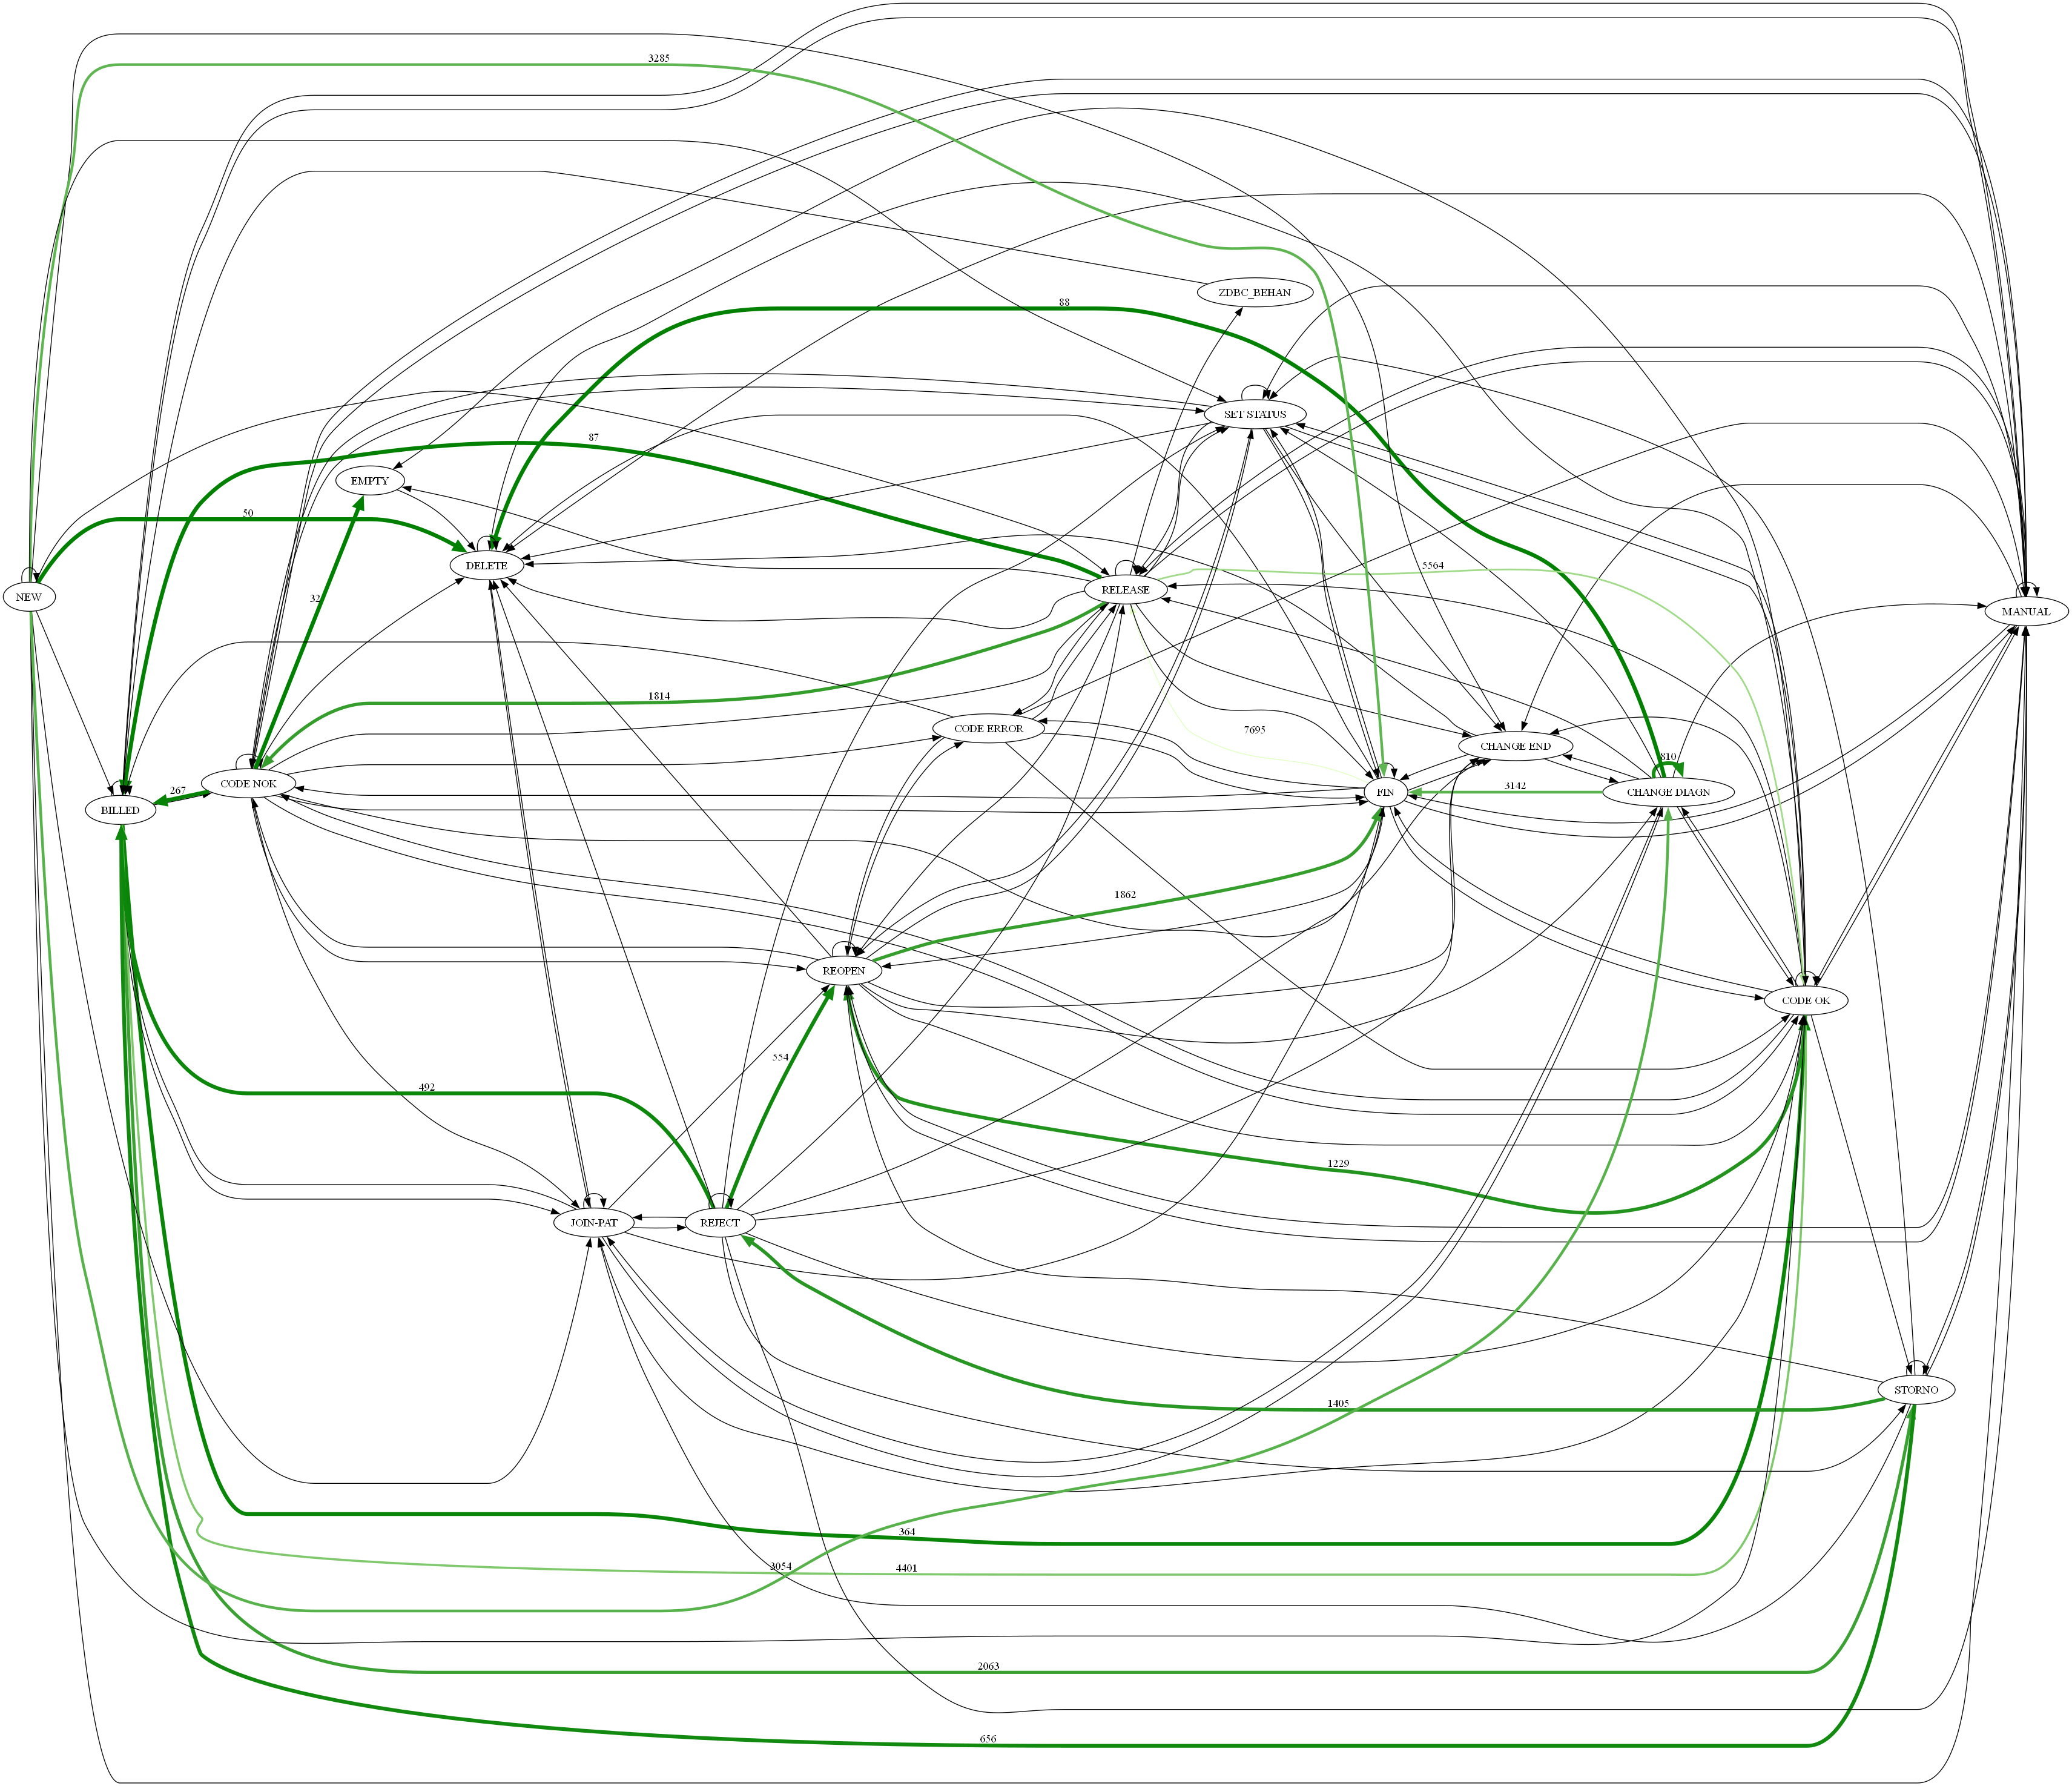 3285
ZDBC_BEHAN
88
SET STATUS
87
EMPTY
50
DELETE
5564
RELEASE
NEW
32
MANUAL
1814
CODE ERROR
7695
CHANGE END
810
267
CODE NOK
BILLED
FIN
3142
CHANGE DIAGN
1862
REOPEN
CODE OK
554
492
1229
JOIN-PAT
REJECT
STORNO
1405
364
3054
4401
2063
656